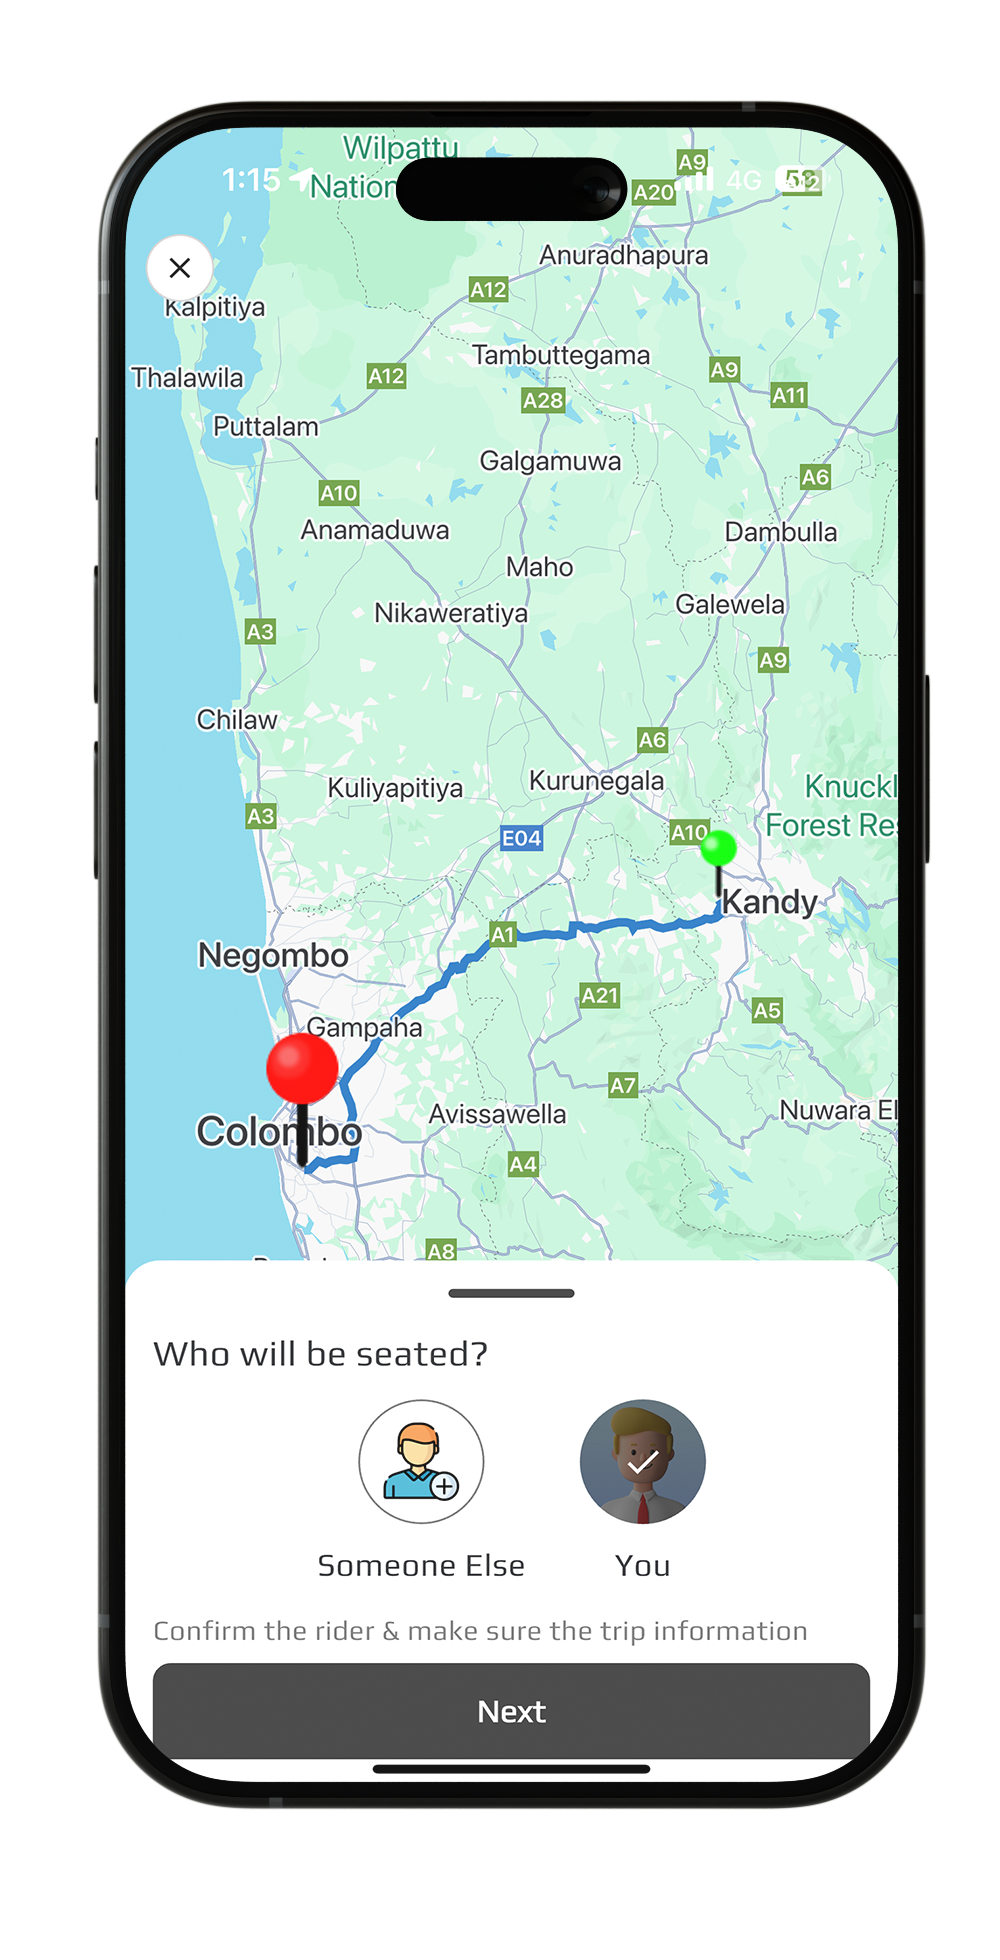 Wilpattu
1:15
Nation
A9
A20
4G
Anuradhapura
A12
Kalpitiya
Tambuttegama
Thalawila
A12
A9
A28
A11
Puttalam
Galgamuwa
A6
A10
Anamaduwa
Dambulla
Maho
Nikaweratiya
Galewela
A3
A9
Chilaw
A6
Kuliyapitiya
Kurunegala
Knuckl
Forest Res
A3
E04
A10
Kandy
A1
Negombo
A21
A5
Gampaha
A7
Colombo
Avissawella
Nuwara El
A4
A8
Who will be seated?
Someone Else
You
Confirm the rider & make sure the trip information
Next